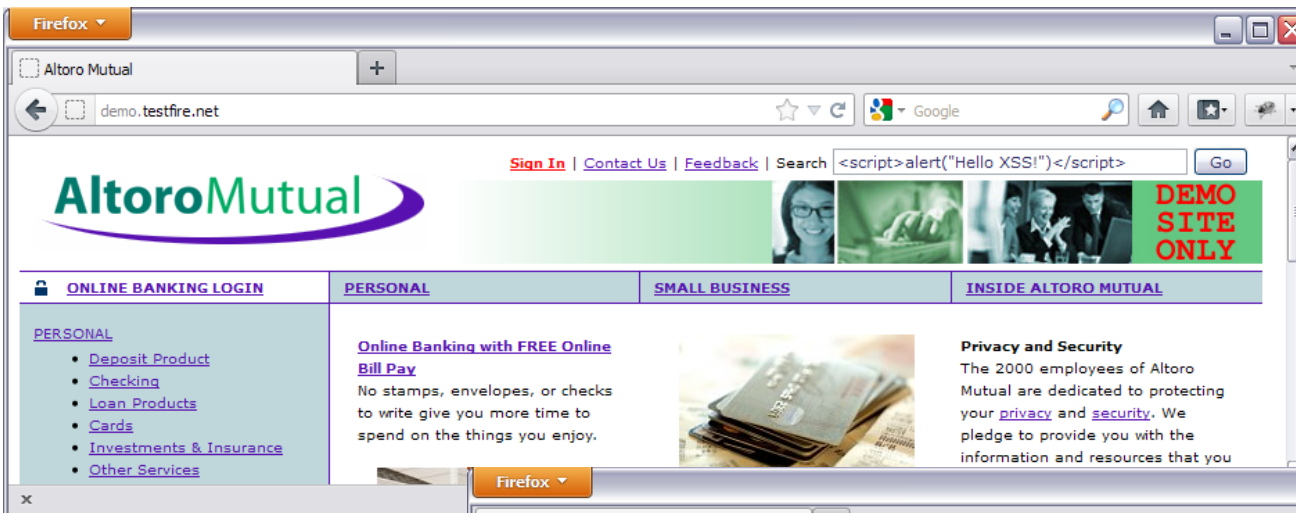 Firefox
Altoro Mutual
demo.testfire.net
Google
Sign In | Contact Us | Feedback | Search <script>alert("Hello XSS!")</script> Go
AltoroMutual
DEMO
SITE
ONLY
ONLINE BANKING LOGIN
PERSONAL
SMALL BUSINESS
INSIDE ALTORO MUTUAL
PERSONAL
Deposit Product
Checking
Loan Products
Cards
Investments & Insurance
Other Services
Online Banking with FREE Online
Bill Pay
No stamps, envelopes, or checks
to write give you more time to
spend on the things you enjoy.
Privacy and Security
The 2000 employees of Altoro
Mutual are dedicated to protecting
your privacy and security. We
pledge to provide you with the
information and resources that you
x
Firefox